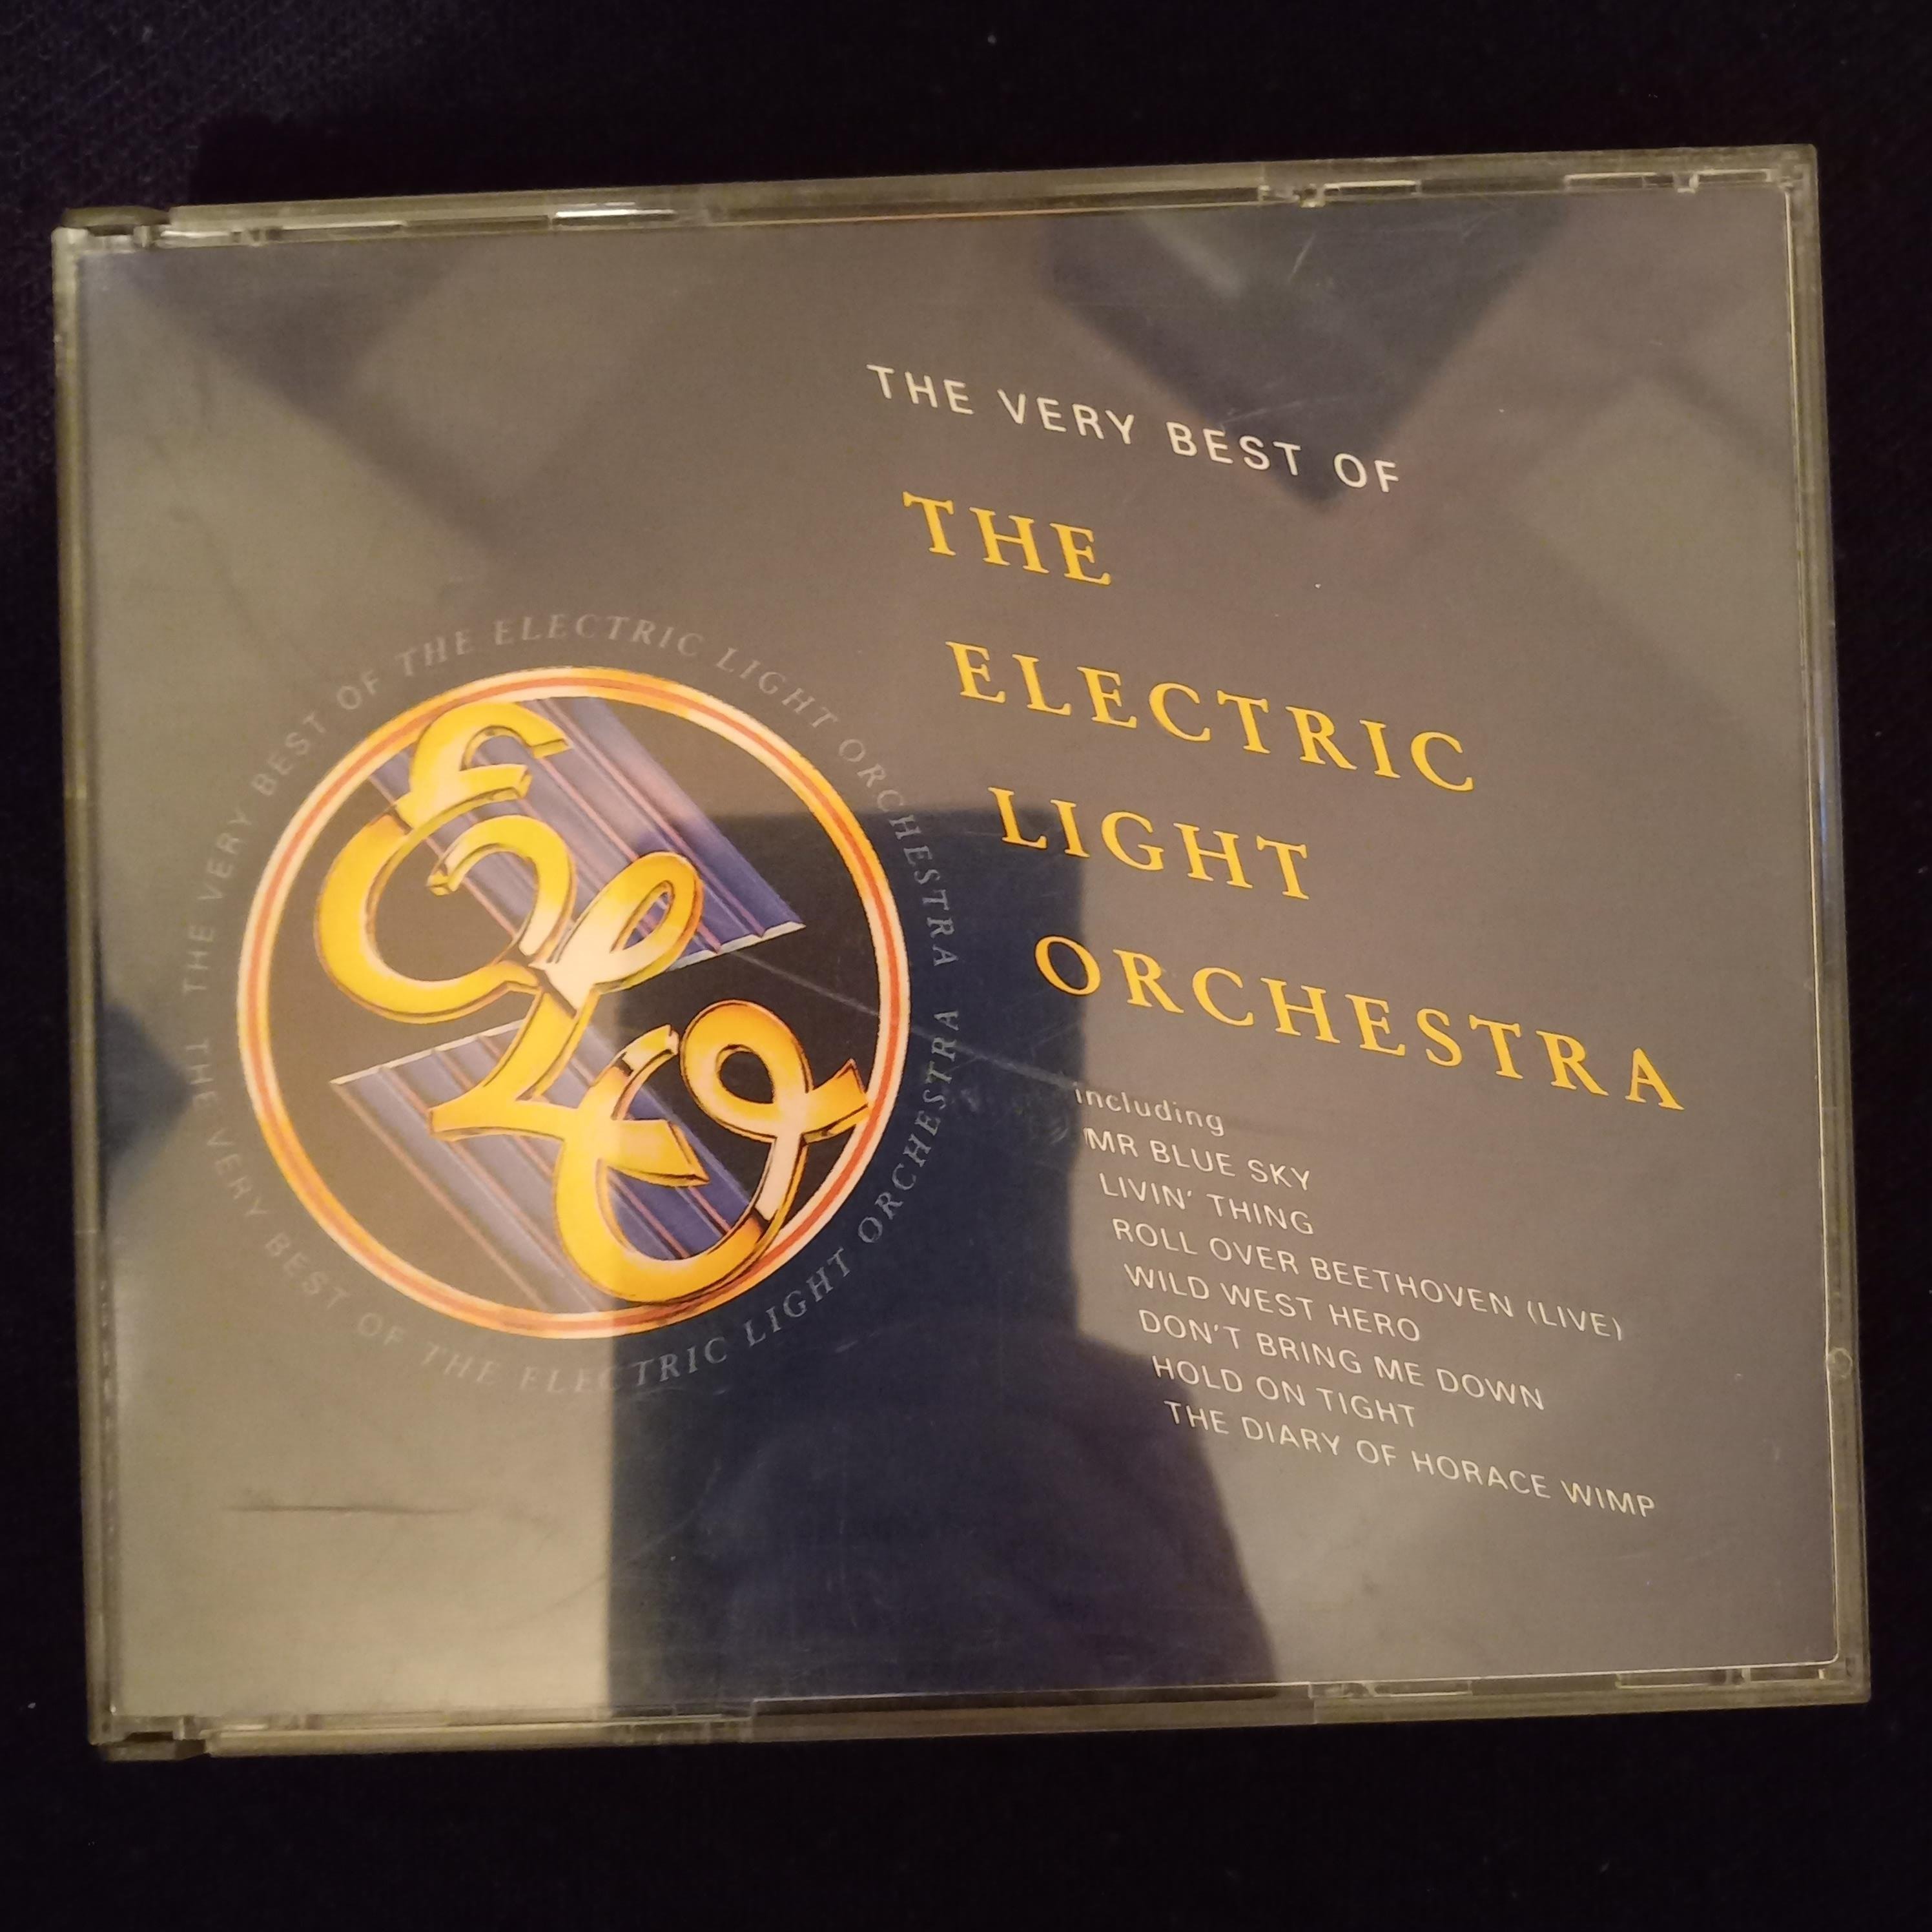 THE VERY BEST OF
THE
ELECTRIC
LIGHT
ORCHESTRA
including
MR BLUE SKY
LIVIN' THING
ROLL OVER BEETHOVEN (LIVE)
WILD WEST HERO
DON'T BRING ME DOWN
HOLD ON TIGHT
THE DIARY OF HORACE WIMP
THE VERY BEST OF THE ELECTRIC LIGHT ORCHESTRA
THE VERY BEST OF THE ELECTRIC LIGHT ORCHESTRA
ELO